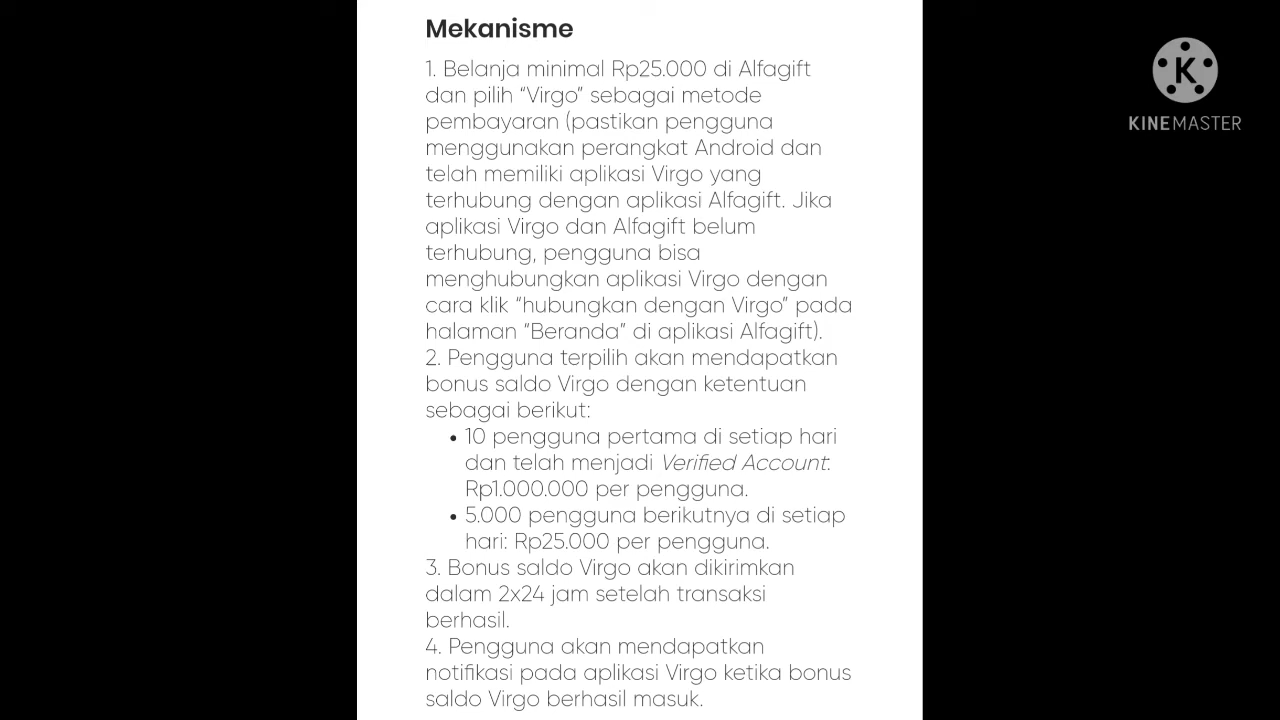 Mekanisme
1. Belanja minimal Rp25.000 di Alfagift
dan pilih “Virgo” sebagai metode
pembayaran (pastikan pengguna
menggunakan perangkat Android dan
telah memiliki aplikasi Virgo yang
terhubung dengan aplikasi Alfagift. Jika
aplikasi Virgo dan Alfagift belum
terhubung, pengguna bisa
menghubungkan aplikasi Virgo dengan
cara klik “hubungkan dengan Virgo” pada
halaman “Beranda” di aplikasi Alfagift).
2. Pengguna terpilih akan mendapatkan
bonus saldo Virgo dengan ketentuan
sebagai berikut:
• 10 pengguna pertama di setiap hari
dan telah menjadi Verified Account:
Rp1.000.000 per pengguna.
• 5.000 pengguna berikutnya di setiap
hari: Rp25.000 per pengguna.
3. Bonus saldo Virgo akan dikirimkan
dalam 2x24 jam setelah transaksi
berhasil.
4. Pengguna akan mendapatkan
notifikasi pada aplikasi Virgo ketika bonus
saldo Virgo berhasil masuk.
K
KINEMASTER